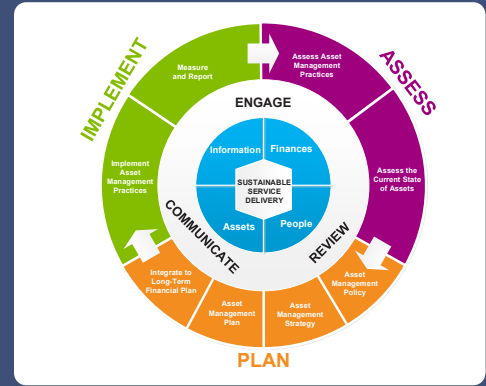 IMPLEMENT
ASSESS
PLAN
Measure
and Report
Assess Asset
Management
Practices
Assess the
Current State
of Assets
Asset
Management
Policy
Asset
Management
Strategy
Asset
Management
Plan
Integrate to
Long-Term
Financial Plan
Implement
Asset
Management
Practices
ENGAGE
REVIEW
COMMUNICATE
Information
Finances
People
Assets
SUSTAINABLE
SERVICE
DELIVERY